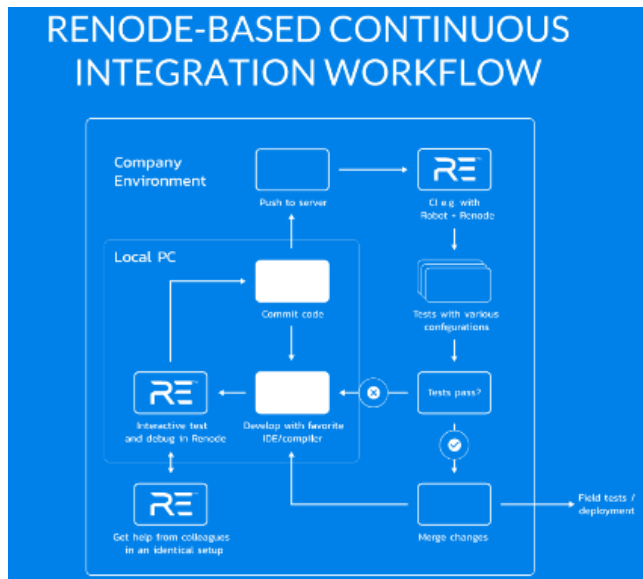 RENODE-BASED CONTINUOUS
INTEGRATION WORKFLOW
Company
Environment
Push to server
RE
CI e.g. with
Robot + Renode
Local PC
Commit code
Tests with various
configurations
RE
Interactive test
and debug in Renode
Develop with favorite
IDE/compiler
Tests pass?
RE
Get help from colleagues
in an identical setup
Merge changes
Field tests /
deployment